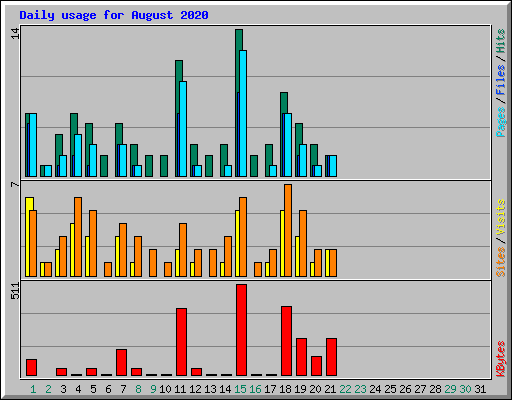 Daily usage for August 2020
14
Pages/Files/Hits
7
Sites/Visits
511
KBytes
1 2 3 4 5 6 7 8 9 10 11 12 13 14 15 16 17 18 19 20 21 22 23 24 25 26 27 28 29 30 31